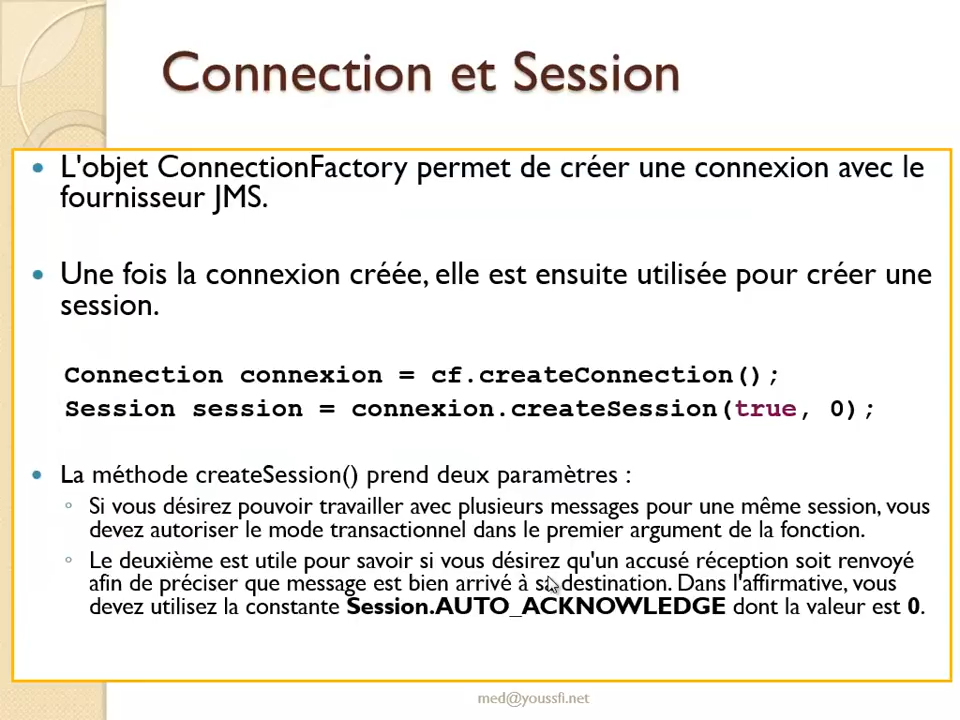 Connection et Session
• L'objet ConnectionFactory permet de créer une connexion avec le
fournisseur JMS.
• Une fois la connexion créée, elle est ensuite utilisée pour créer une
session.
Connection connexion = cf.createConnection();
Session session = connexion.createSession(true, 0);
• La méthode createSession() prend deux paramètres :
◦ Si vous désirez pouvoir travailler avec plusieurs messages pour une même session, vous
devez autoriser le mode transactionnel dans le premier argument de la fonction.
◦ Le deuxième est utile pour savoir si vous désirez qu'un accusé réception soit renvoyé
afin de préciser que message est bien arrivé à sa destination. Dans l'affirmative, vous
devez utilisez la constante Session.AUTO_ACKNOWLEDGE dont la valeur est 0.
med@youssfi.net